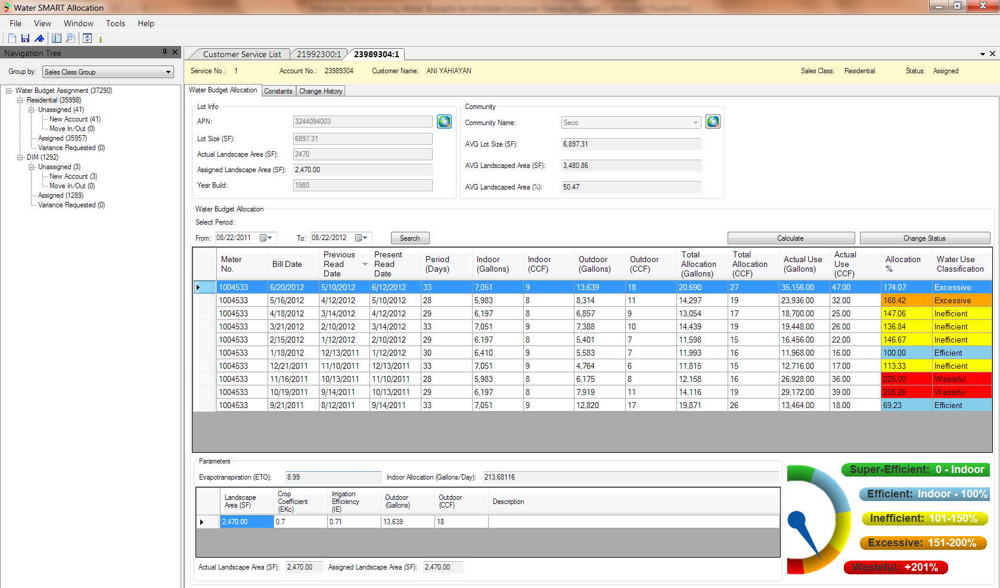 Water SMART Allocation
File View Window Tools Help
Navigation Tree
Group by: Sales Class Group
Water Budget Assignment (37290)
Residential (35998)
Unassigned (41)
New Account (41)
Move In/Out (0)
Assigned (35957)
Variance Requested (0)
DIM (1292)
Unassigned (3)
New Account (3)
Move In/Out (0)
Assigned (1289)
Variance Requested (0)
Customer Service List 21992300:1 23989304:1
Service No.: 1 Account No.: 23989304 Customer Name: ANI YAHIAYAN Sales Class: Residential Status: Assigned
Water Budget Allocation Constants Change History
Lot Info
APN: 3244094003
Lot Size (SF): 6897.31
Actual Landscape Area (SF): 2470
Assigned Landscape Area (SF): 2,470.00
Year Build: 1980
Community
Community Name: Seco
AVG Lot Size (SF): 6,897.31
AVG Landscaped Area (SF): 3,480.86
AVG Landscaped Area (%): 50.47
Water Budget Allocation
Select Period:
From: 08/22/2011 To: 08/22/2012 Search Calculate Change Status
Meter No. Bill Date Previous Read Date Present Read Date Period (Days) Indoor (Gallons) Indoor (CCF) Outdoor (Gallons) Outdoor (CCF) Total Allocation (Gallons) Total Allocation (CCF) Actual Use (Gallons) Actual Use (CCF) Allocation % Water Use Classification
1004533 6/20/2012 5/10/2012 6/12/2012 33 7,051 9 13,639 18 20,690 27 35,156.00 47.00 174.07 Excessive
1004533 5/16/2012 4/12/2012 5/10/2012 28 5,983 8 8,314 11 14,297 19 23,936.00 32.00 168.42 Excessive
1004533 4/18/2012 3/14/2012 4/12/2012 29 6,197 8 6,857 9 13,054 17 18,700.00 25.00 147.06 Inefficient
1004533 3/21/2012 2/10/2012 3/14/2012 33 7,051 9 7,388 10 14,439 19 19,448.00 26.00 136.84 Inefficient
1004533 2/15/2012 1/12/2012 2/10/2012 29 6,197 8 5,401 7 11,598 15 16,456.00 22.00 146.67 Inefficient
1004533 1/18/2012 12/13/2011 1/12/2012 30 6,410 9 5,583 7 11,993 16 11,968.00 16.00 100.00 Efficient
1004533 12/21/2011 11/10/2011 12/13/2011 33 7,051 9 4,764 6 11,815 15 12,716.00 17.00 113.33 Inefficient
1004533 11/16/2011 10/13/2011 11/10/2011 28 5,983 8 6,175 8 12,158 16 26,928.00 36.00 225.00 Wasteful
1004533 10/19/2011 9/14/2011 10/13/2011 29 6,197 8 7,919 11 14,116 19 29,172.00 39.00 205.26 Wasteful
1004533 9/21/2011 8/12/2011 9/14/2011 33 7,051 9 12,820 17 19,871 26 13,464.00 18.00 69.23 Efficient
Parameters
Evapotranspiration (ETO): 8.99 Indoor Allocation (Gallons/Day): 213.68116
Landscape Area (SF) Crop Coefficient (EKc) Irrigation Efficiency (IE) Outdoor (Gallons) Outdoor (CCF) Description
2,470.00 0.7 0.71 13,639 18
Actual Landscape Area (SF): 2,470.00 Assigned Landscape Area (SF): 2,470.00
Super-Efficient: 0 - Indoor
Efficient: Indoor - 100%
Inefficient: 101-150%
Excessive: 151-200%
Wasteful: +201%